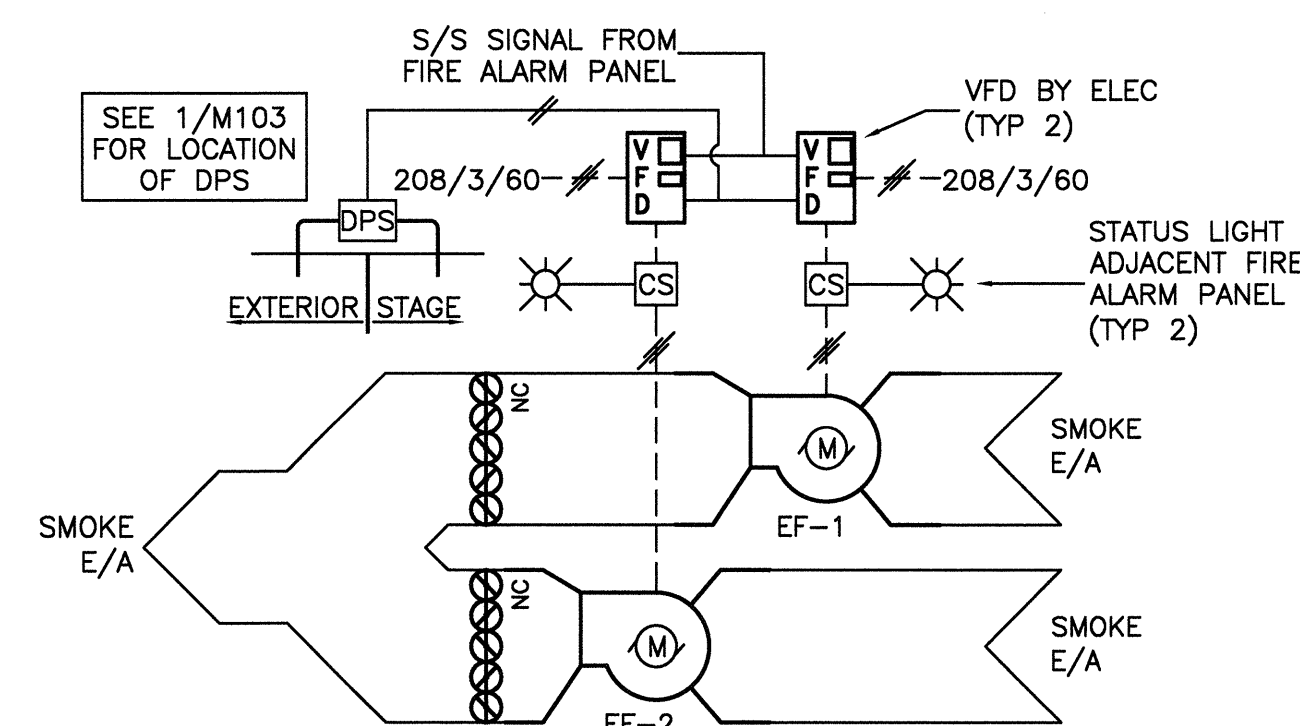 S/S SIGNAL FROM
FIRE ALARM PANEL
VFD BY ELEC
(TYP 2)
SEE 1/M103
FOR LOCATION
OF DPS
V
F
D
V
F
D
208/3/60
208/3/60
DPS
STATUS LIGHT
ADJACENT FIRE
ALARM PANEL
(TYP 2)
CS
CS
EXTERIOR STAGE
NC
M
SMOKE
E/A
EF-1
SMOKE
E/A
NC
M
SMOKE
E/A
EF-2